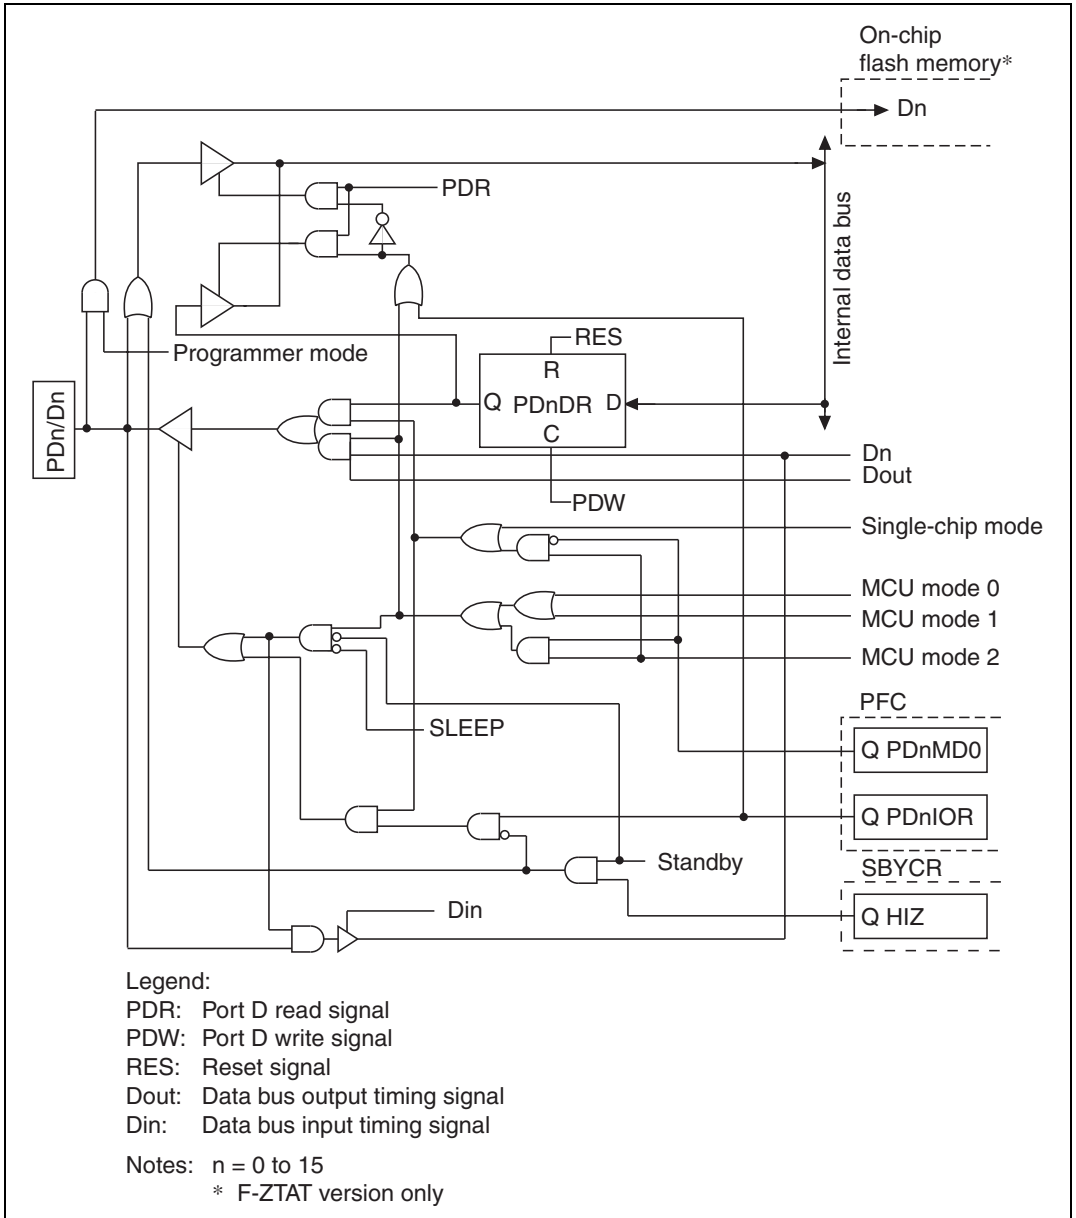 On-chip
flash memory*
Dn
PDR
Internal data bus
Programmer mode
RES
R
Q PDnDR D
C
PDn/Dn
PDW
Dn
Dout
Single-chip mode
MCU mode 0
MCU mode 1
MCU mode 2
PFC
SLEEP
Q PDnMD0
Q PDnIOR
Standby
SBYCR
Din
Q HIZ
Legend:
PDR: Port D read signal
PDW: Port D write signal
RES: Reset signal
Dout: Data bus output timing signal
Din: Data bus input timing signal
Notes: n = 0 to 15
* F-ZTAT version only